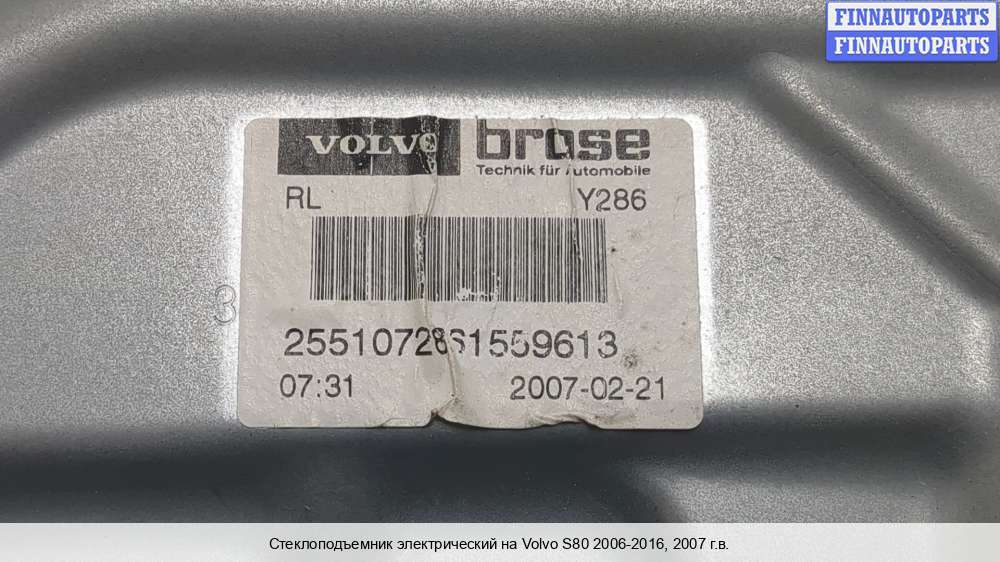 FINNAUTOPARTS
FINNAUTOPARTS
VOLVO brose
Technik für Automobile
RL Y286
3
07:31 2007-02-21
Стеклоподъемник электрический на Volvo S80 2006-2016, 2007 г.в.